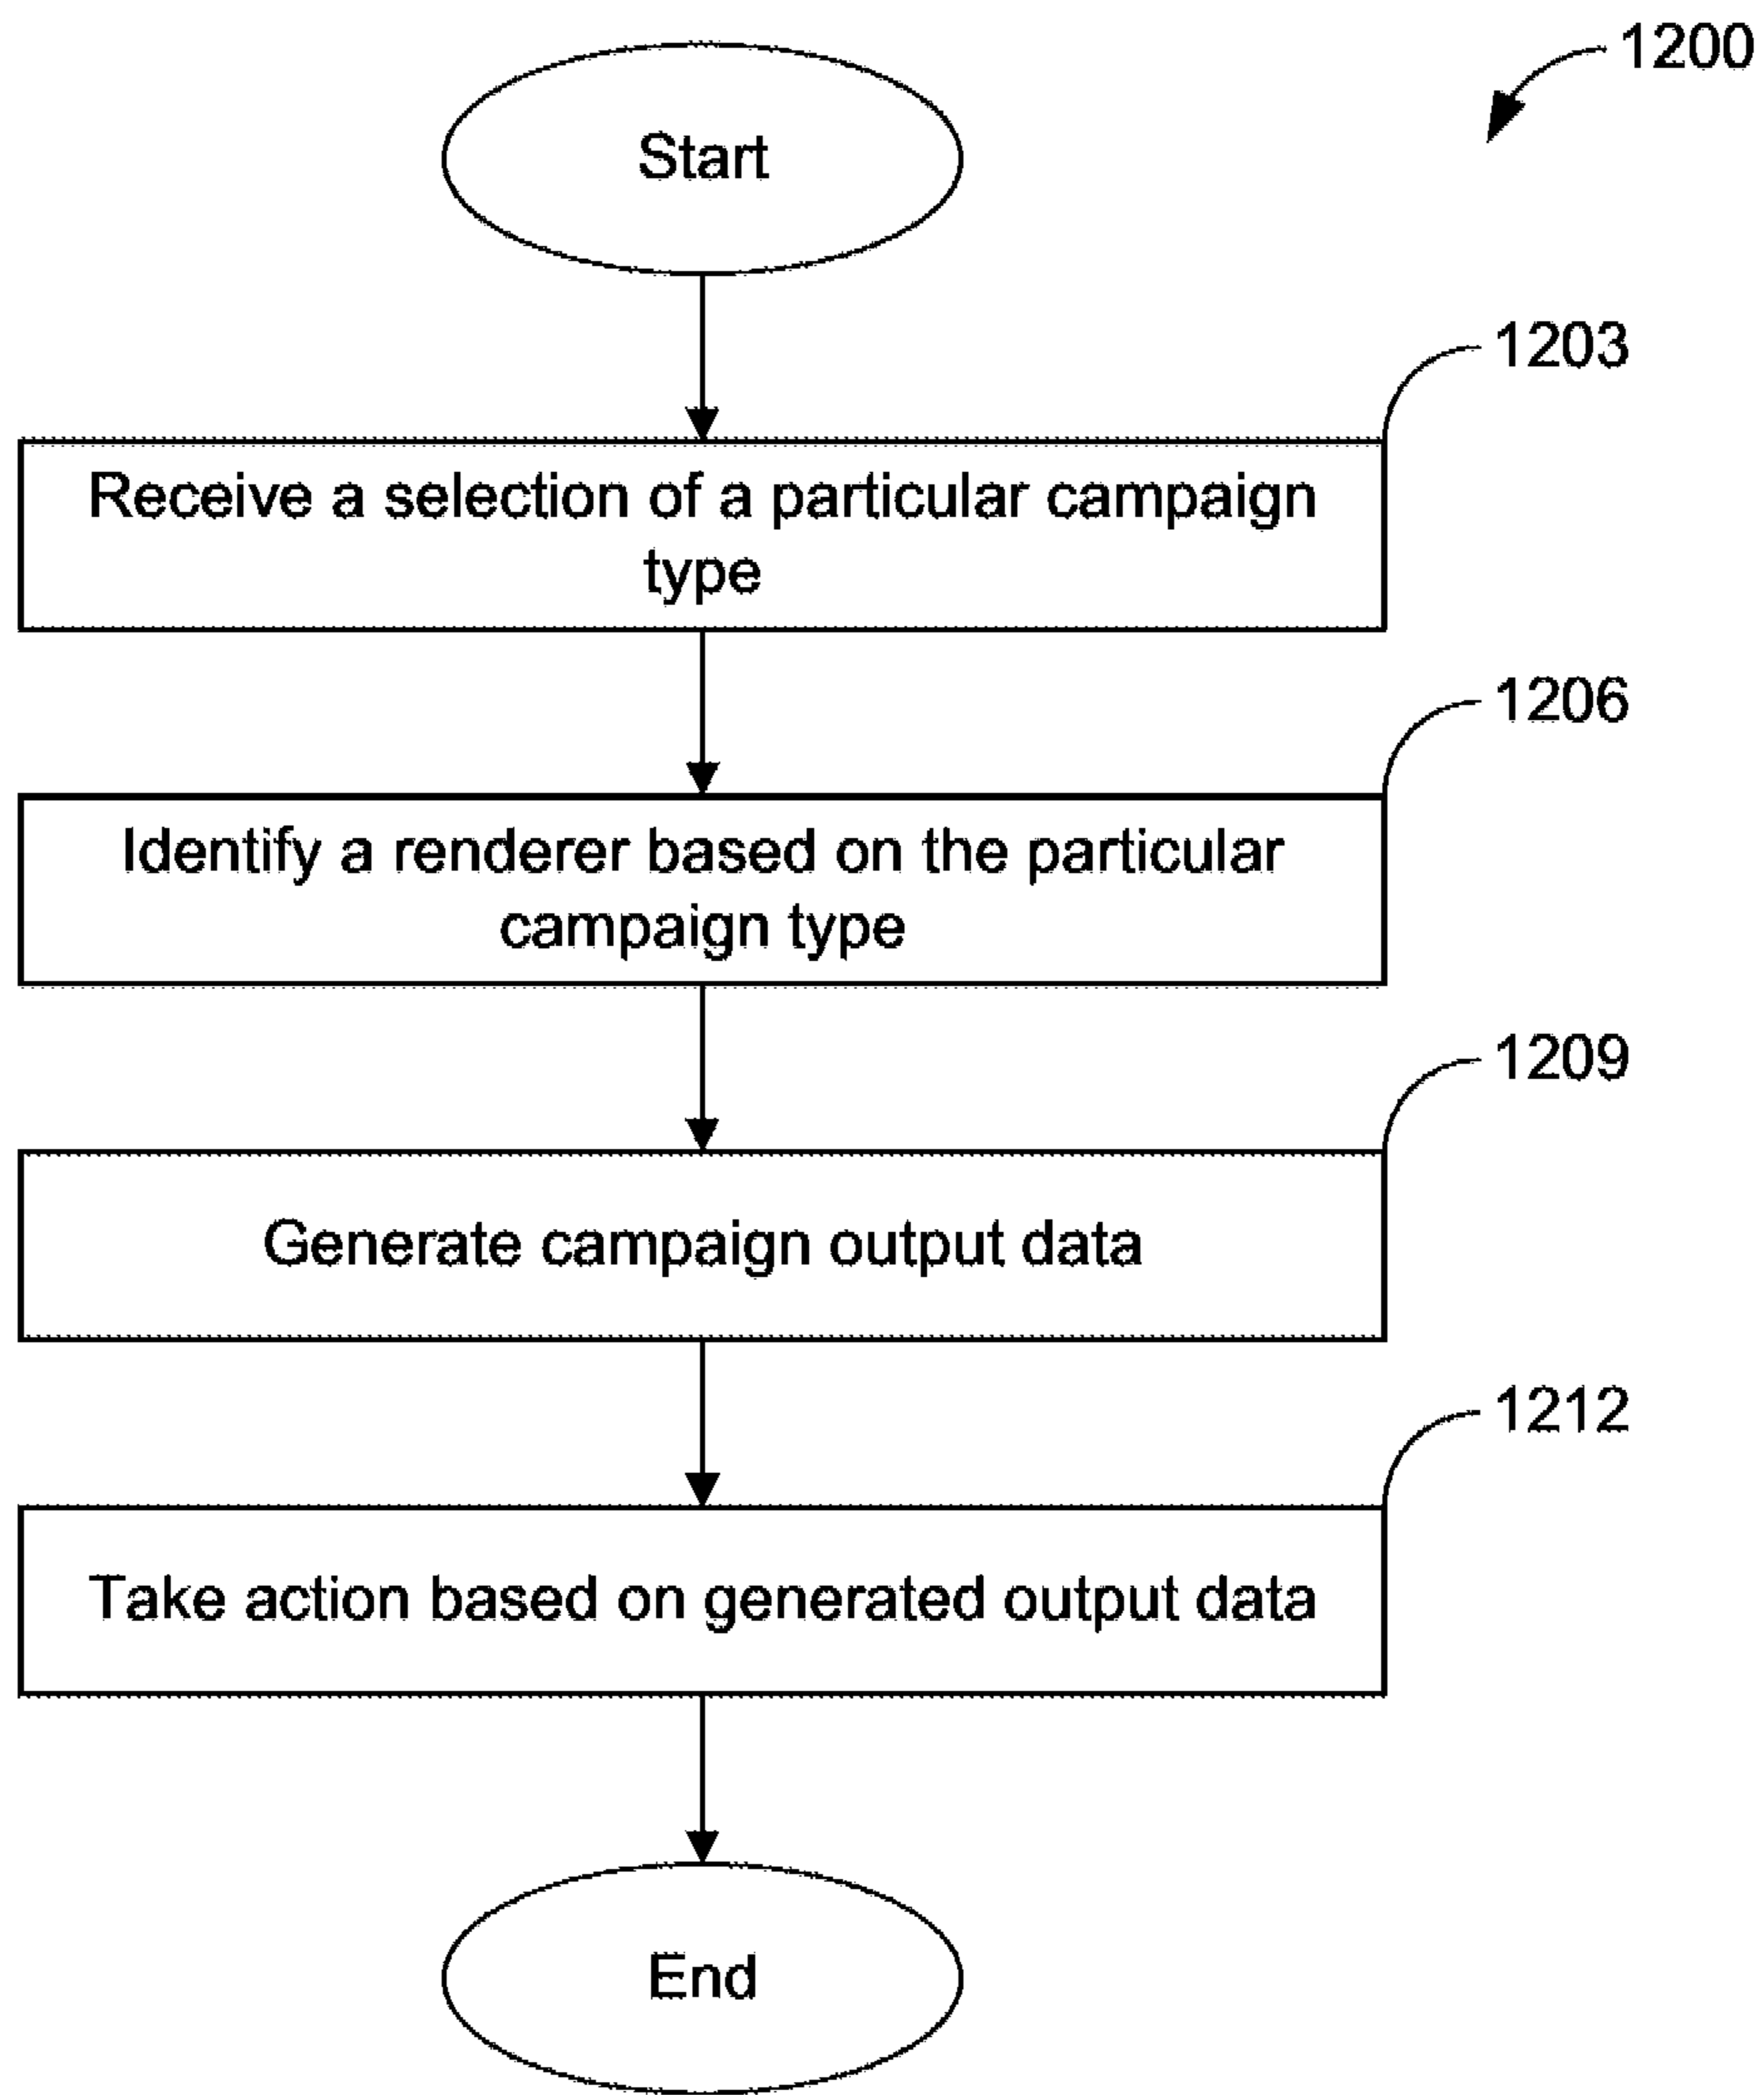 1200
Start
1203
Receive a selection of a particular campaign
type
1206
Identify a renderer based on the particular
campaign type
1209
Generate campaign output data
1212
Take action based on generated output data
End